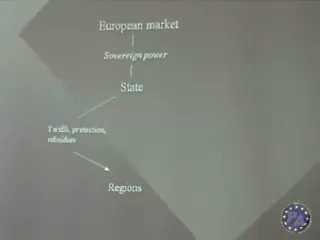 European market
Sovereign power
State
Tariffs, protection,
subsidies
Regions